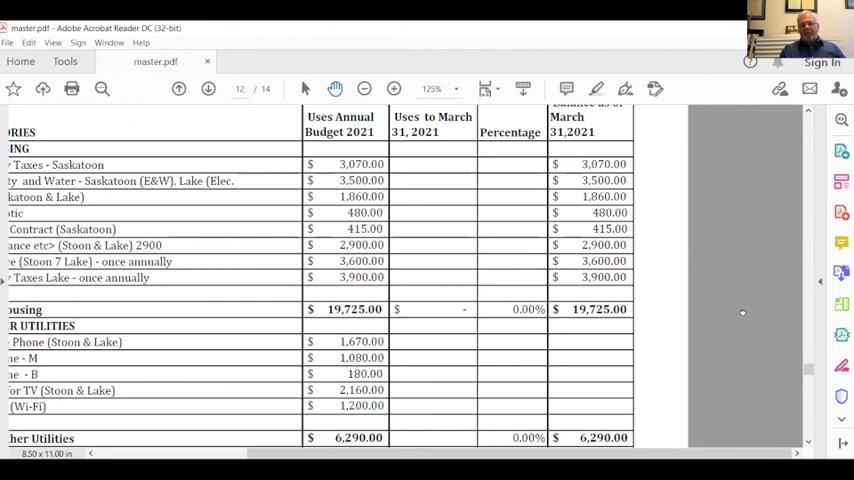 master.pdf - Adobe Acrobat Reader DC (32-bit)
File Edit View Sign Window Help
Home Tools master.pdf × Sign In
12 / 14 125%
ORIES Uses Annual Budget 2021 Uses to March 31, 2021 Percentage Balance as of March 31,2021
ING
y Taxes - Saskatoon $ 3,070.00 $ 3,070.00
ty and Water - Saskatoon (E&W), Lake (Elec. $ 3,500.00 $ 3,500.00
katoon & Lake) $ 1,860.00 $ 1,860.00
otic $ 480.00 $ 480.00
Contract (Saskatoon) $ 415.00 $ 415.00
ance etc> (Stoon & Lake) 2900 $ 2,900.00 $ 2,900.00
ce (Stoon 7 Lake) - once annually $ 3,600.00 $ 3,600.00
y Taxes Lake - once annually $ 3,900.00 $ 3,900.00
ousing $ 19,725.00 $ - 0.00% $ 19,725.00
ER UTILITIES
e Phone (Stoon & Lake) $ 1,670.00
ne - M $ 1,080.00
ne - B $ 180.00
for TV (Stoon & Lake) $ 2,160.00
(Wi-Fi) $ 1,200.00
ther Utilities $ 6,290.00 0.00% $ 6,290.00
8.50 x 11.00 in